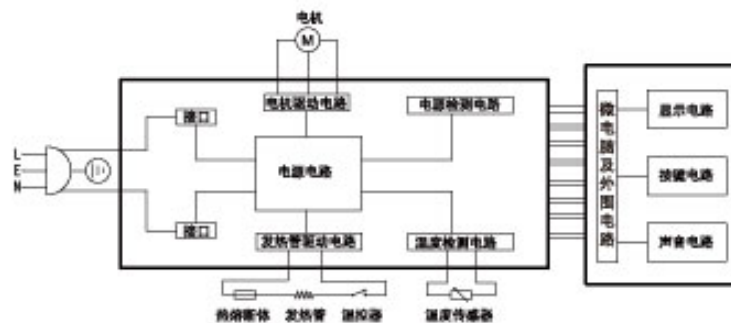 电机
M
电机驱动电路
电源检测电路
接口
L
E
N
电源电路
接口
发热管驱动电路
温度检测电路
热熔断体
发热管
温控器
温度传感器
微电脑及外围电路
显示电路
按键电路
声音电路